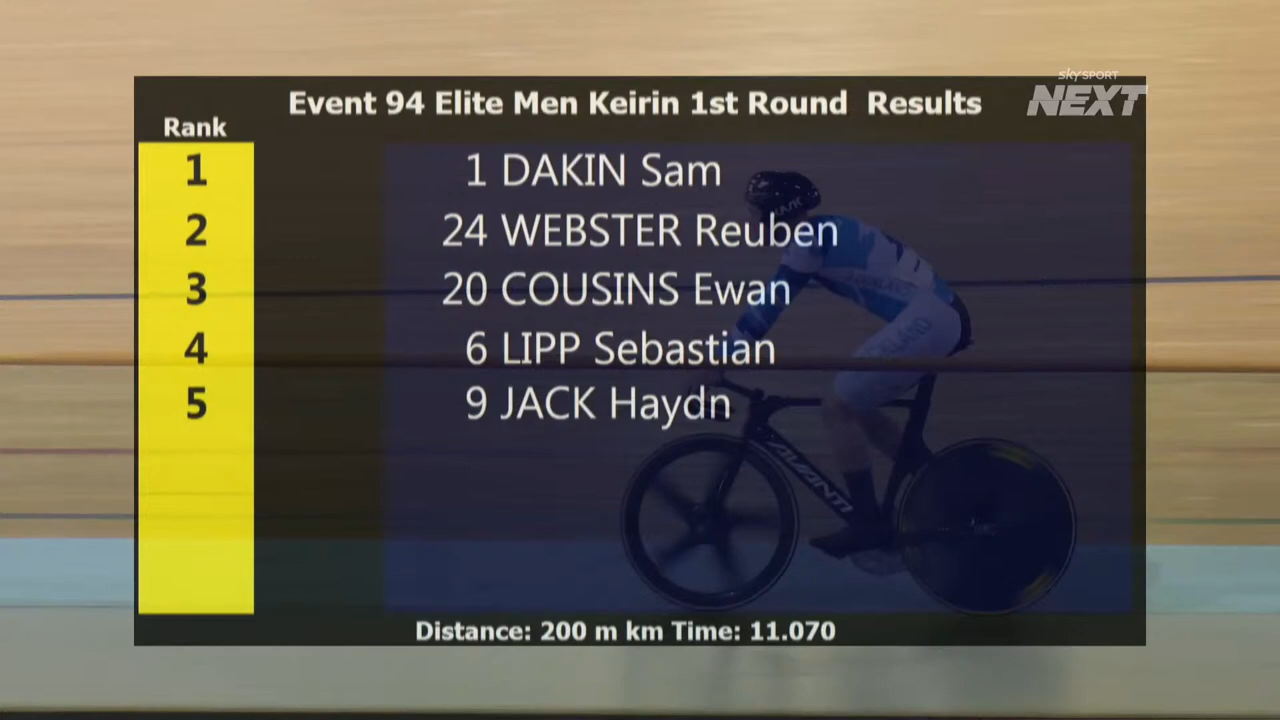 sky SPORT
NEXT
Event 94 Elite Men Keirin 1st Round Results
Rank
1 1 DAKIN Sam
2 24 WEBSTER Reuben
3 20 COUSINS Ewan
4 6 LIPP Sebastian
5 9 JACK Haydn
AVANTI
Distance: 200 m km Time: 11.070